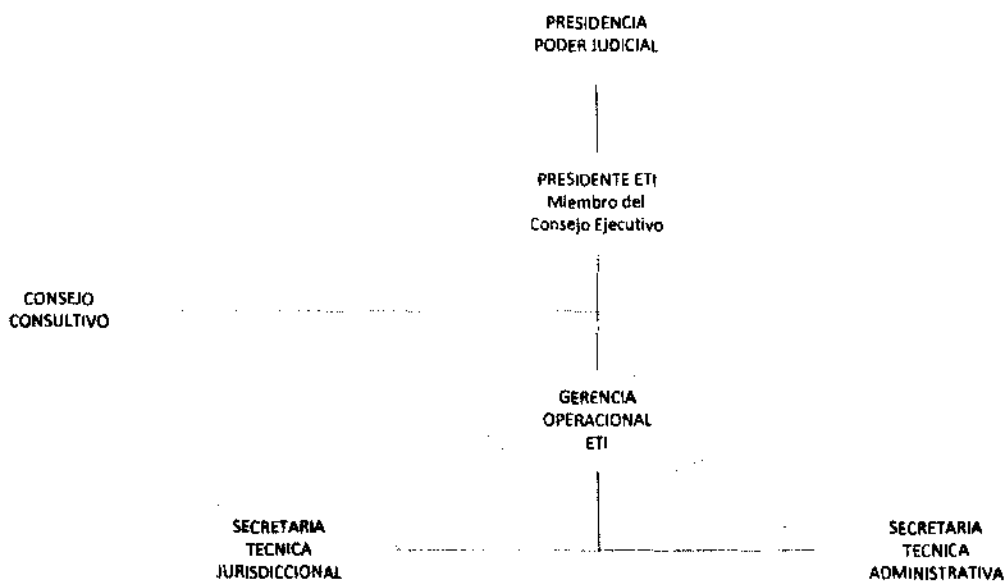 PRESIDENCIA
PODER JUDICIAL
PRESIDENTE ETI
Miembro del
Consejo Ejecutivo
CONSEJO
CONSULTIVO
GERENCIA
OPERACIONAL
ETI
SECRETARIA
TECNICA
JURISDICCIONAL
SECRETARIA
TECNICA
ADMINISTRATIVA